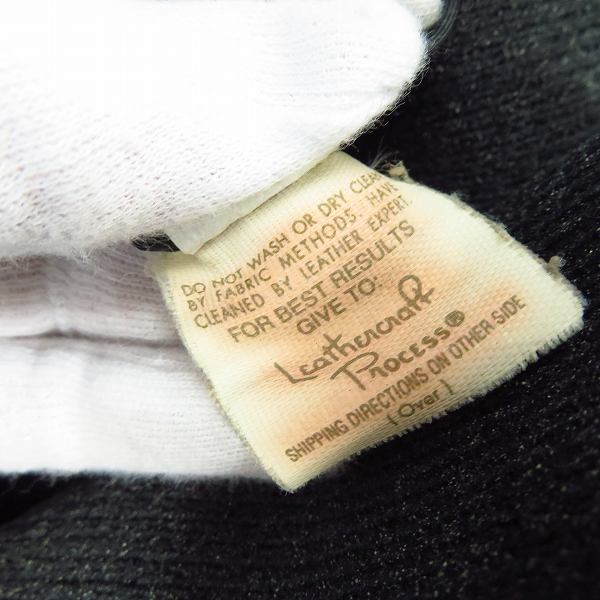 DO NOT WASH OR DRY CLEAN
BY FABRIC METHODS. HAVE
CLEANED BY LEATHER EXPERT.
FOR BEST RESULTS
GIVE TO:
Leathercraft
Process®
SHIPPING DIRECTIONS ON OTHER SIDE
(Over)